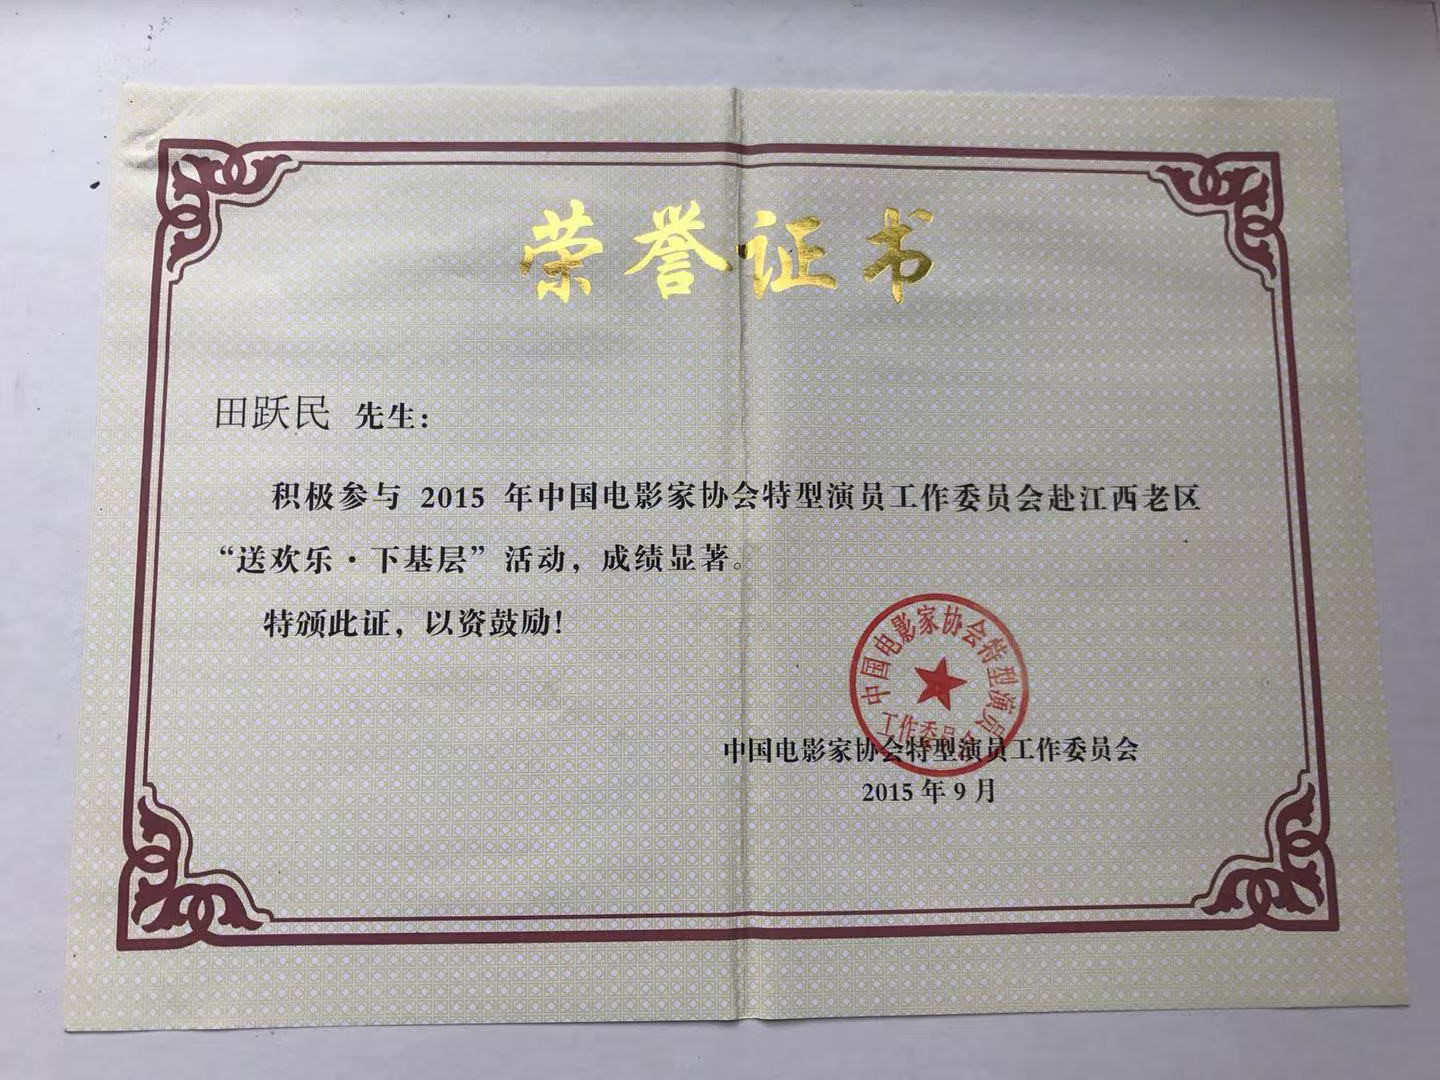 荣誉证书
田跃民 先生：
积极参与 2015 年中国电影家协会特型演员工作委员会赴江西老区
“送欢乐·下基层”活动，成绩显著。
特颁此证，以资鼓励！
中国电影家协会特型演员
工作委员会
中国电影家协会特型演员工作委员会
2015 年 9 月